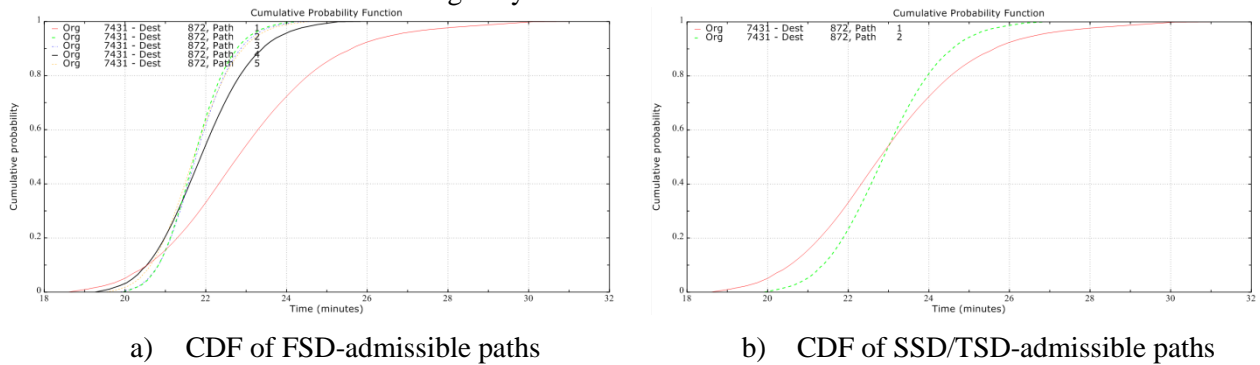 Cumulative Probability Function
Org 7431 - Dest 872, Path 1
Org 7431 - Dest 872, Path 2
Org 7431 - Dest 872, Path 3
Org 7431 - Dest 872, Path 4
Org 7431 - Dest 872, Path 5
Cumulative probability
1
0.8
0.6
0.4
0.2
0
18 20 22 24 26 28 30 32
Time (minutes)
a) CDF of FSD-admissible paths
Cumulative Probability Function
Org 7431 - Dest 872, Path 1
Org 7431 - Dest 872, Path 2
Cumulative probability
1
0.8
0.6
0.4
0.2
0
18 20 22 24 26 28 30 32
Time (minutes)
b) CDF of SSD/TSD-admissible paths